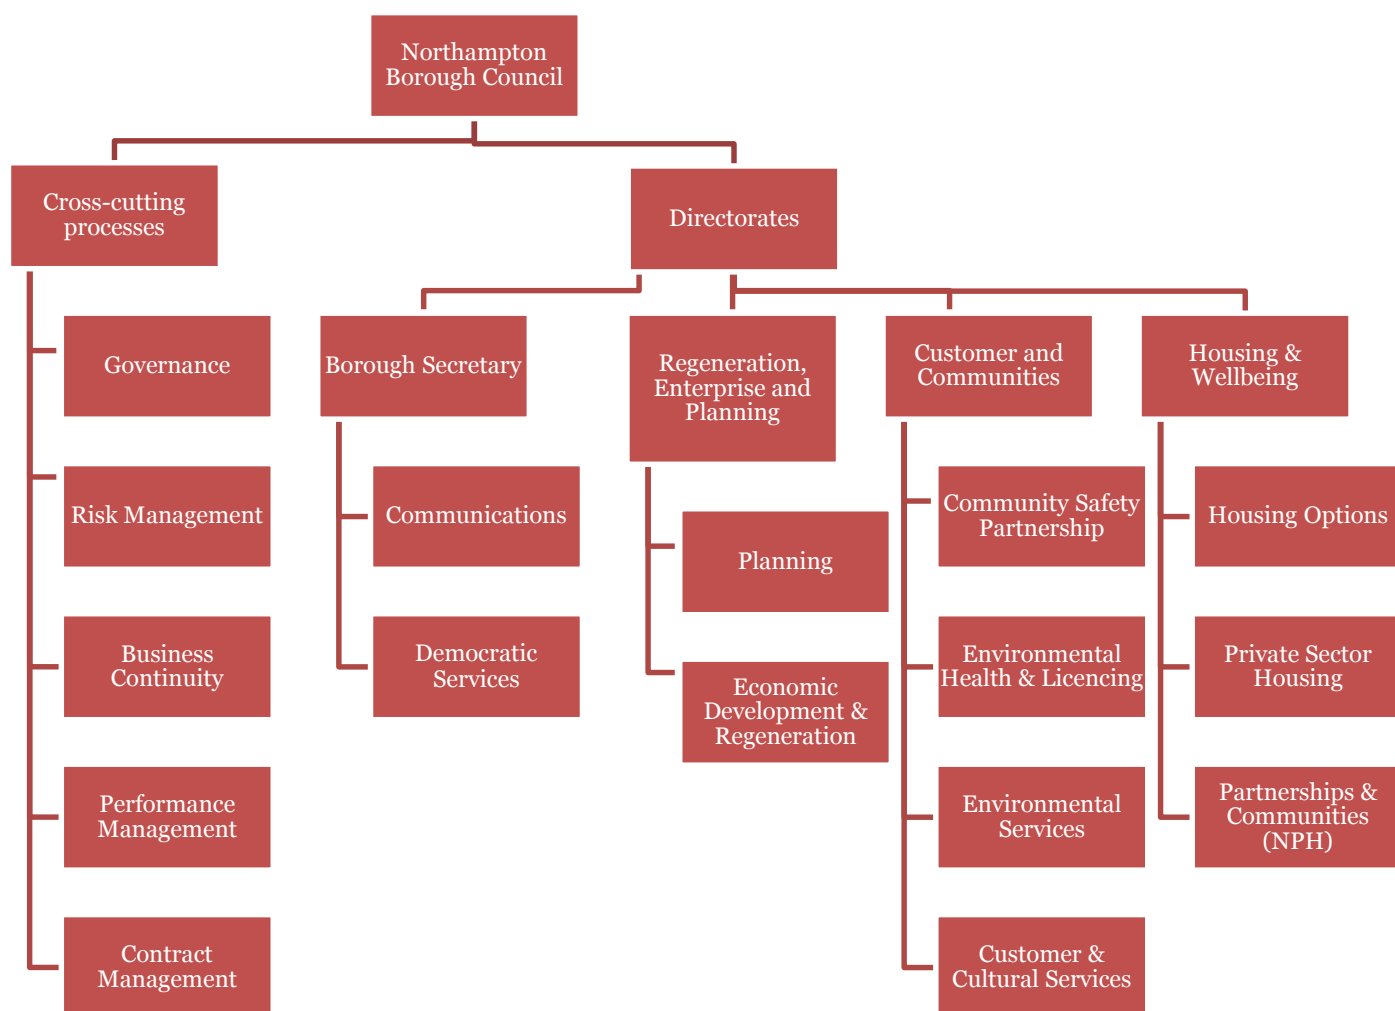 Northampton
Borough Council
Cross-cutting
processes
Directorates
Governance
Risk Management
Business
Continuity
Performance
Management
Contract
Management
Borough Secretary
Communications
Democratic
Services
Regeneration,
Enterprise and
Planning
Planning
Economic
Development &
Regeneration
Customer and
Communities
Community Safety
Partnership
Environmental
Health & Licencing
Environmental
Services
Customer &
Cultural Services
Housing &
Wellbeing
Housing Options
Private Sector
Housing
Partnerships &
Communities
(NPH)